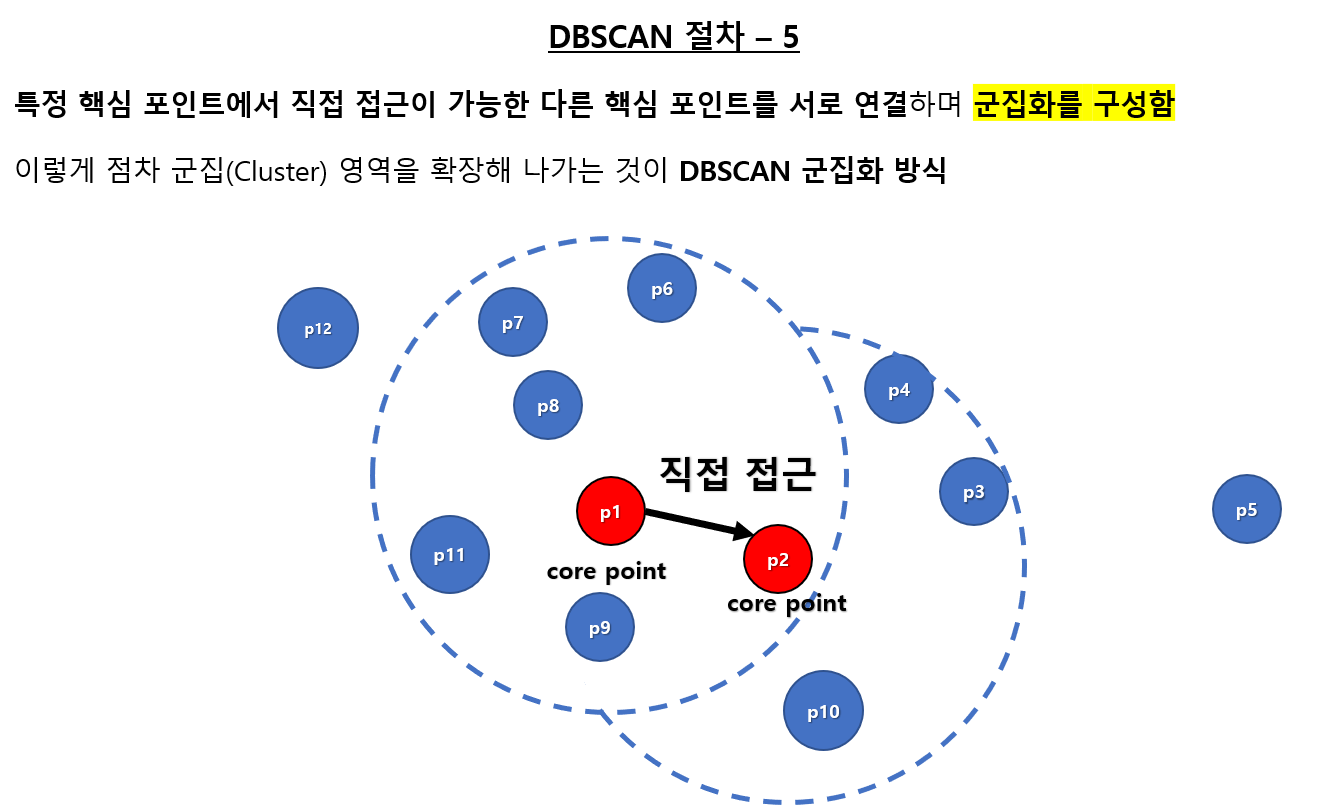 DBSCAN 절차 – 5
특정 핵심 포인트에서 직접 접근이 가능한 다른 핵심 포인트를 서로 연결하며 군집화를 구성함
이렇게 점차 군집(Cluster) 영역을 확장해 나가는 것이 DBSCAN 군집화 방식
p6
p12
p7
p4
p8
직접 접근
p3
p1
p5
p11
p2
core point
core point
p9
p10